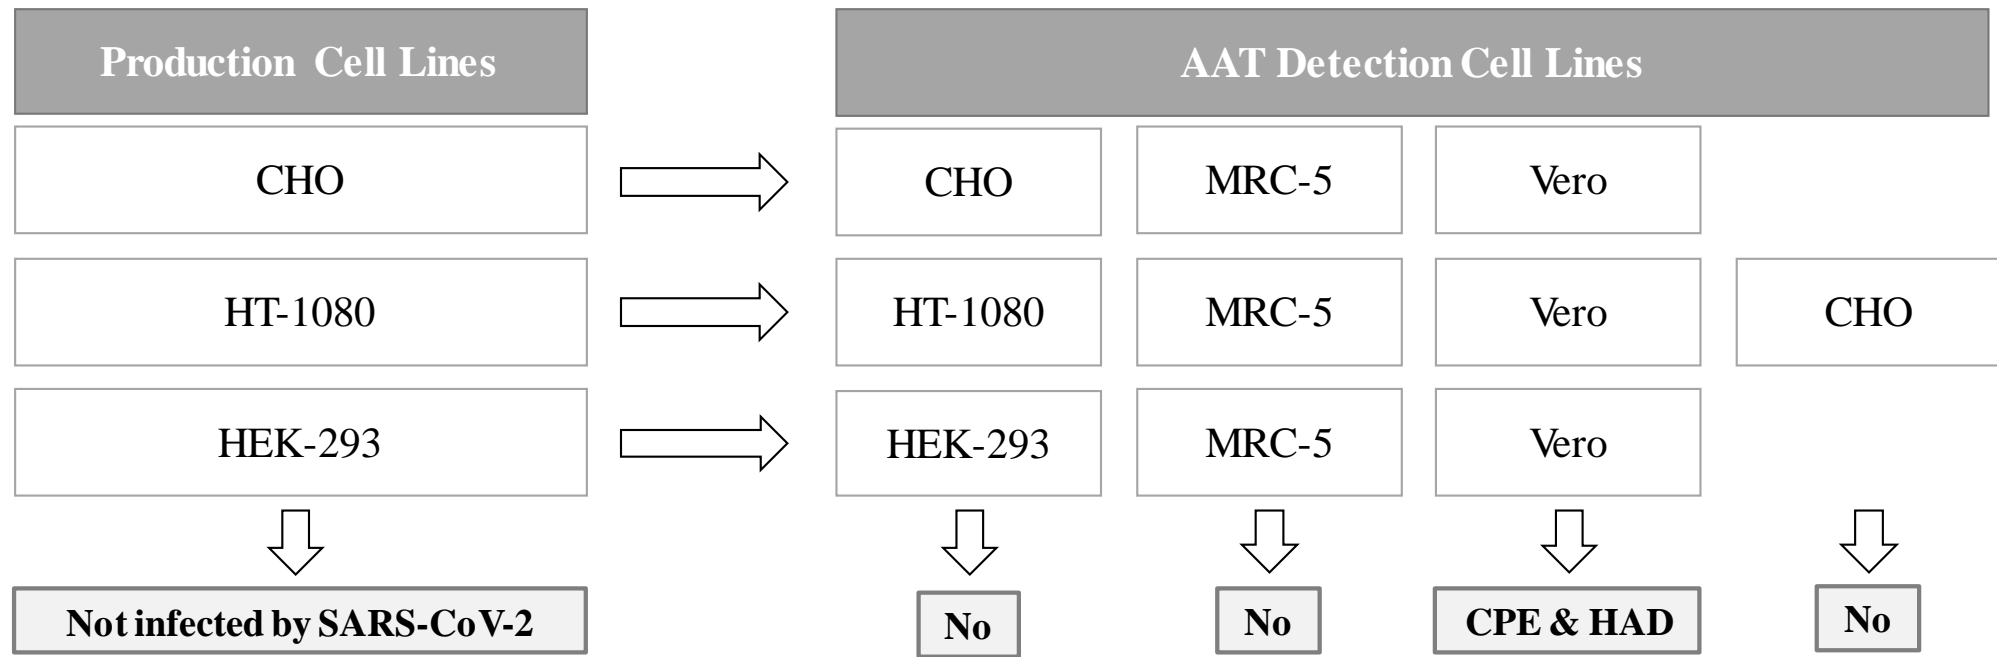 Production Cell Lines
AAT Detection Cell Lines
CHO
CHO
MRC-5
Vero
HT-1080
HT-1080
MRC-5
Vero
CHO
HEK-293
HEK-293
MRC-5
Vero
Not infected by SARS-CoV-2
No
No
CPE & HAD
No